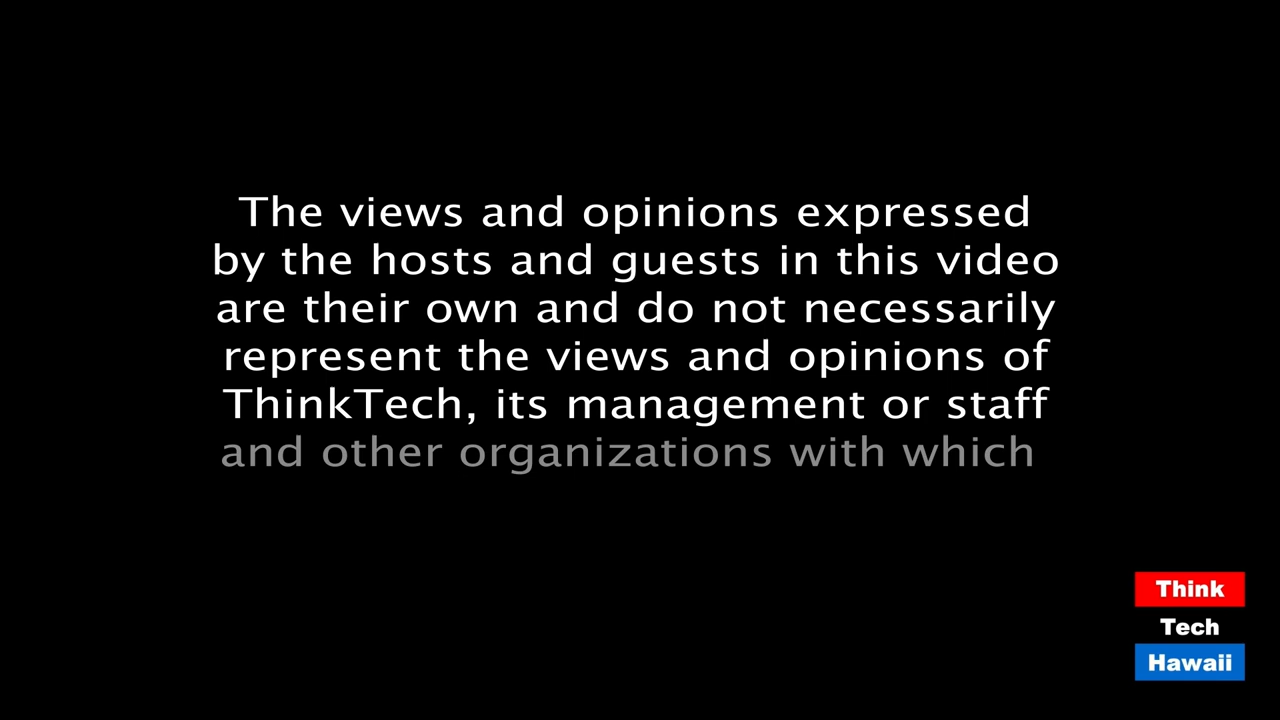 The views and opinions expressed
by the hosts and guests in this video
are their own and do not necessarily
represent the views and opinions of
ThinkTech, its management or staff
and other organizations with which
Think
Tech
Hawaii